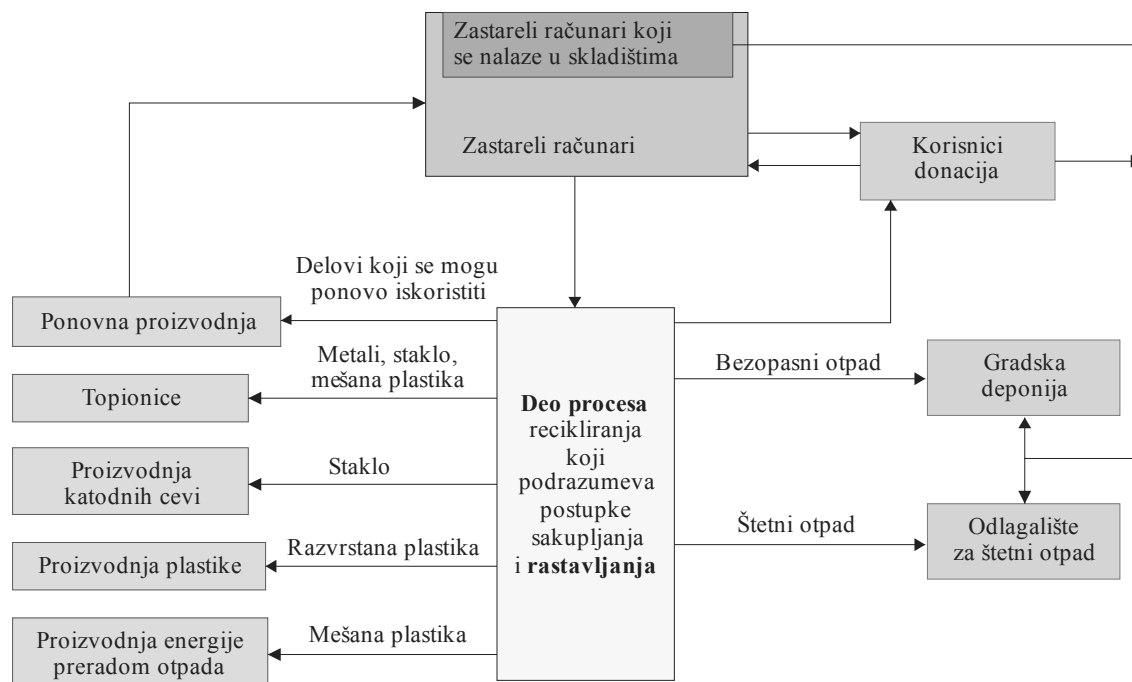 Zastareli računari koji
se nalaze u skladištima
Zastareli računari
Korisnici
donacija
Delovi koji se mogu
ponovo iskoristiti
Ponovna proizvodnja
Metali, staklo,
mešana plastika
Topionice
Staklo
Proizvodnja
katodnih cevi
Razvrstana plastika
Proizvodnja plastike
Mešana plastika
Proizvodnja energije
preradom otpada
Deo procesa
recikliranja
koji
podrazumeva
postupke
sakupljanja
i rastavljanja
Bezopasni otpad
Gradska
deponija
Štetni otpad
Odlagalište
za štetni otpad